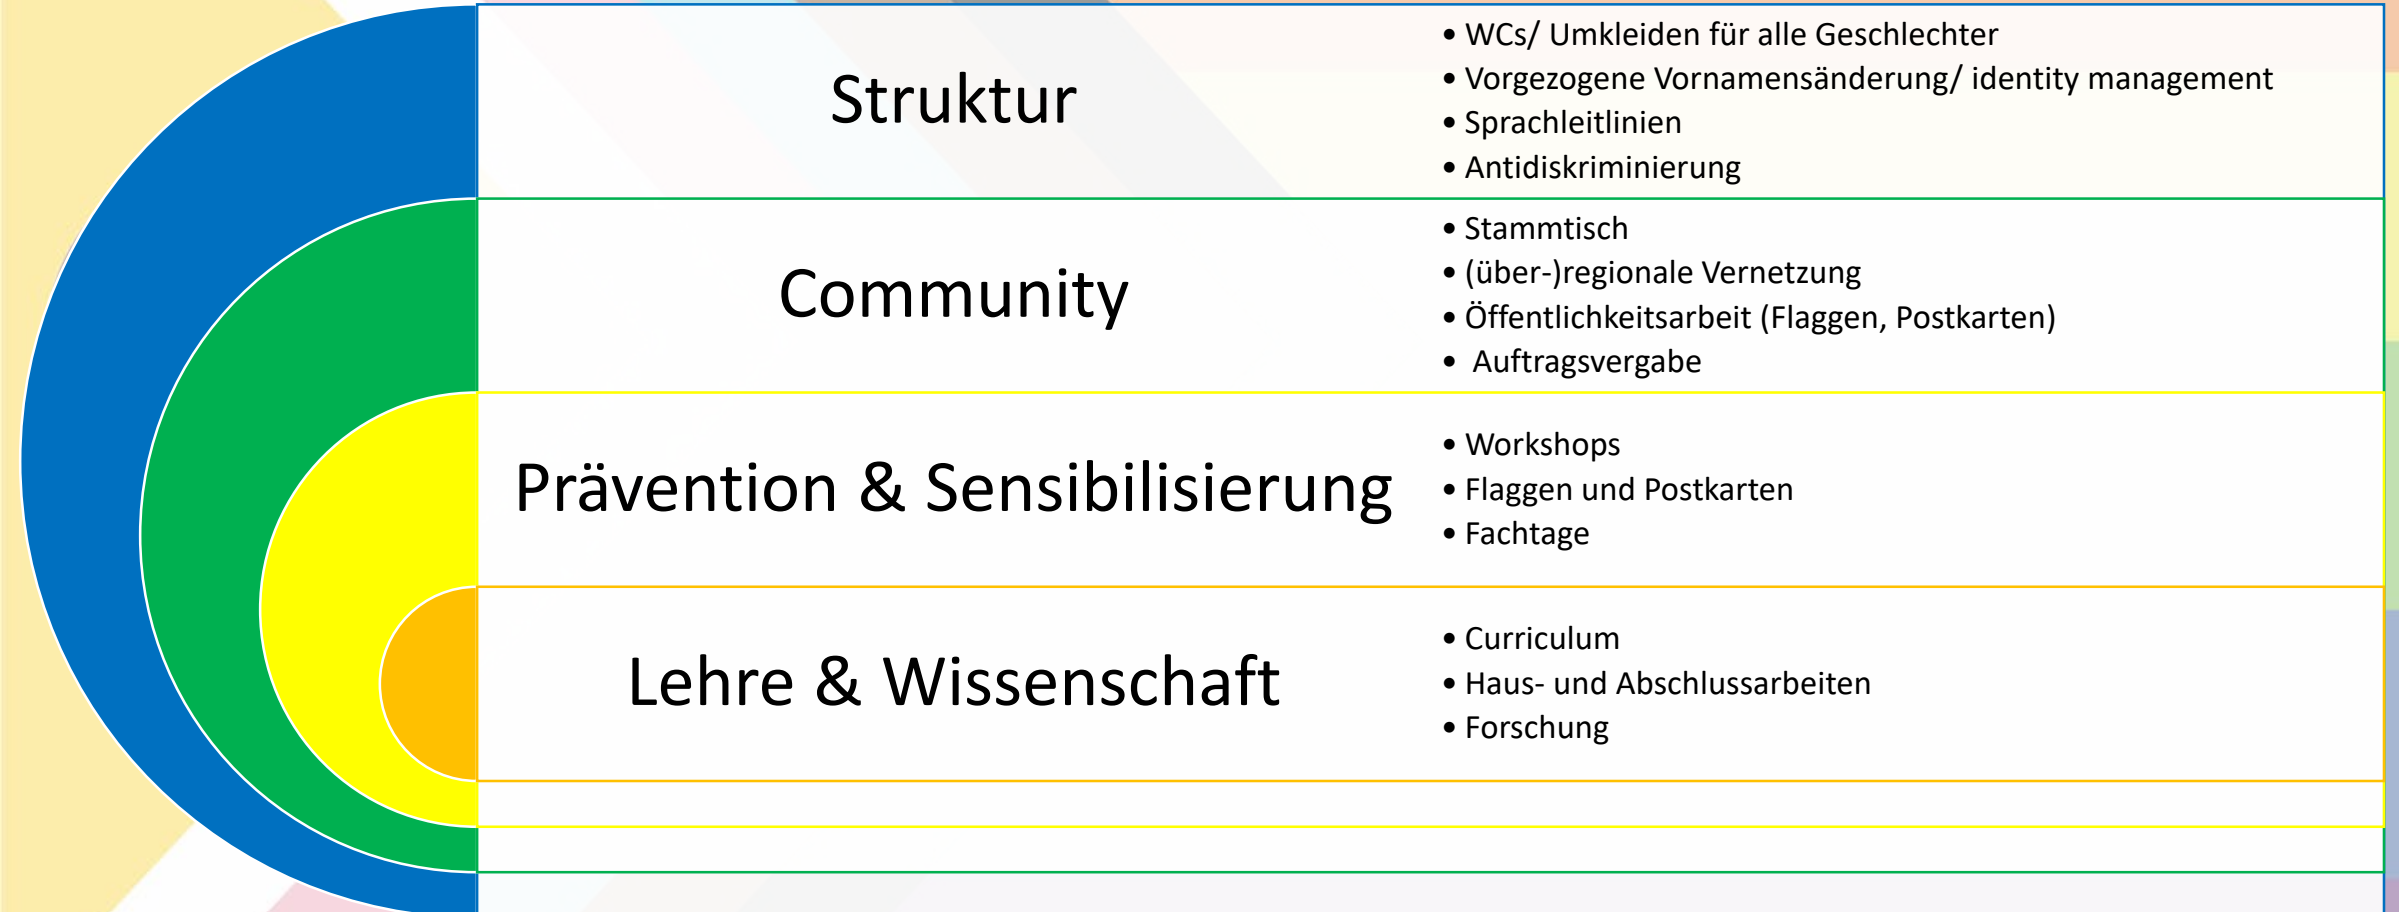 Struktur
• WCs/ Umkleiden für alle Geschlechter
• Vorgezogene Vornamensänderung/ identity management
• Sprachleitlinien
• Antidiskriminierung
Community
• Stammtisch
• (über-)regionale Vernetzung
• Öffentlichkeitsarbeit (Flaggen, Postkarten)
• Auftragsvergabe
Prävention & Sensibilisierung
• Workshops
• Flaggen und Postkarten
• Fachtage
Lehre & Wissenschaft
• Curriculum
• Haus- und Abschlussarbeiten
• Forschung